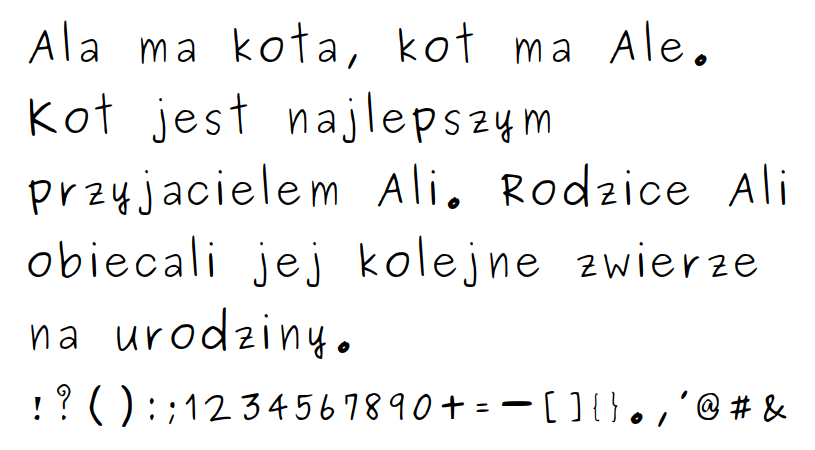 Ala ma kota, kot ma Ale.
Kot jest najlepszym
przyjacielem Ali. Rodzice Ali
obiecali jej kolejne zwierze
na urodziny.
!?():;1234567890+=-[]{}.,'@#&